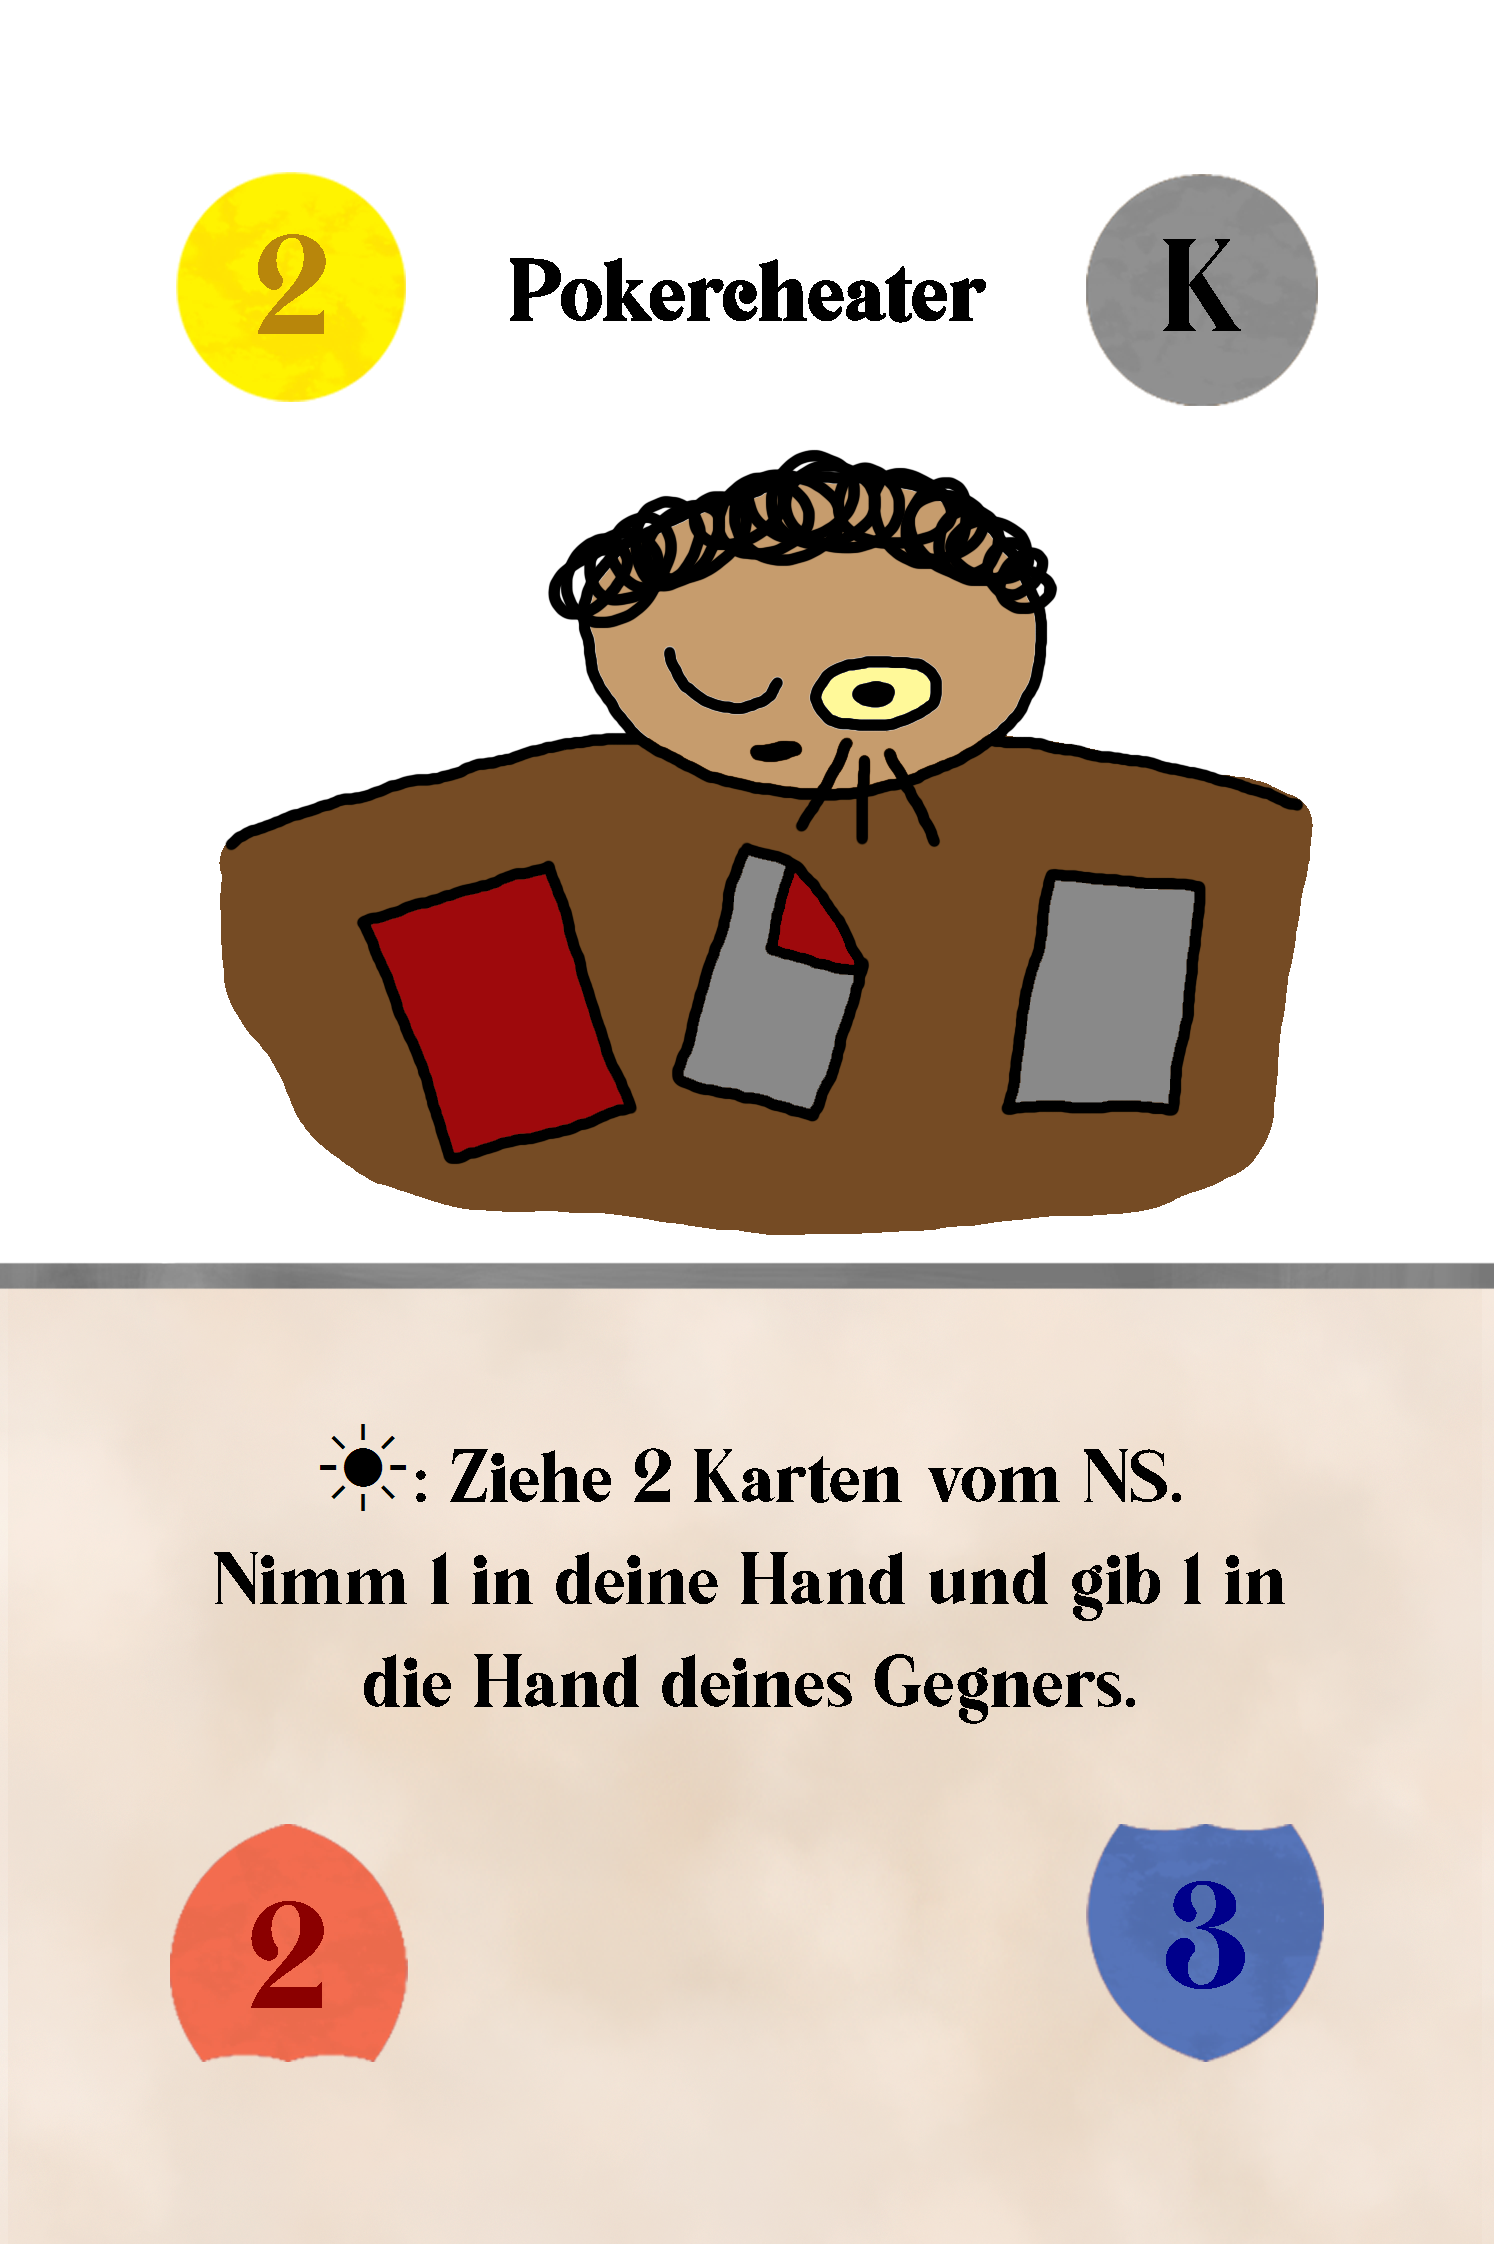 2 Pokercheater K
☀: Ziehe 2 Karten vom NS.
Nimm 1 in deine Hand und gib 1 in
die Hand deines Gegners.
2 3